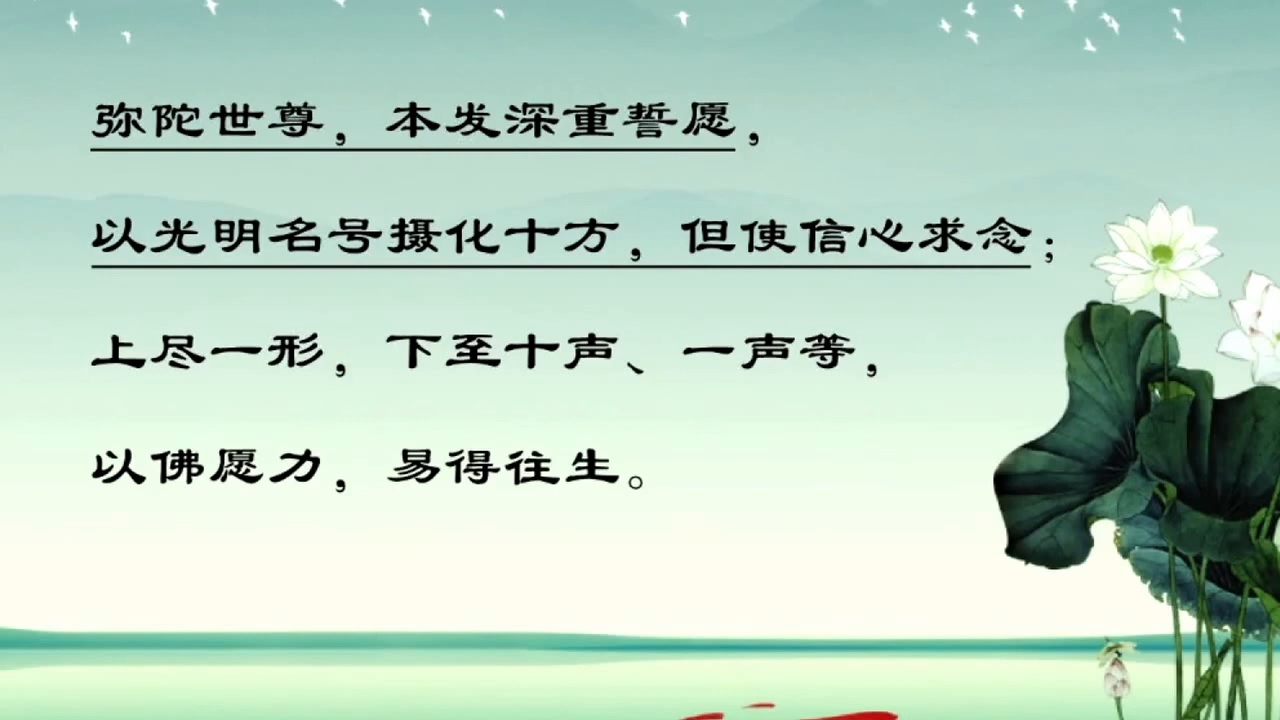 弥陀世尊，本发深重誓愿，
以光明名号摄化十方，但使信心求念；
上尽一形，下至十声、一声等，
以佛愿力，易得往生。